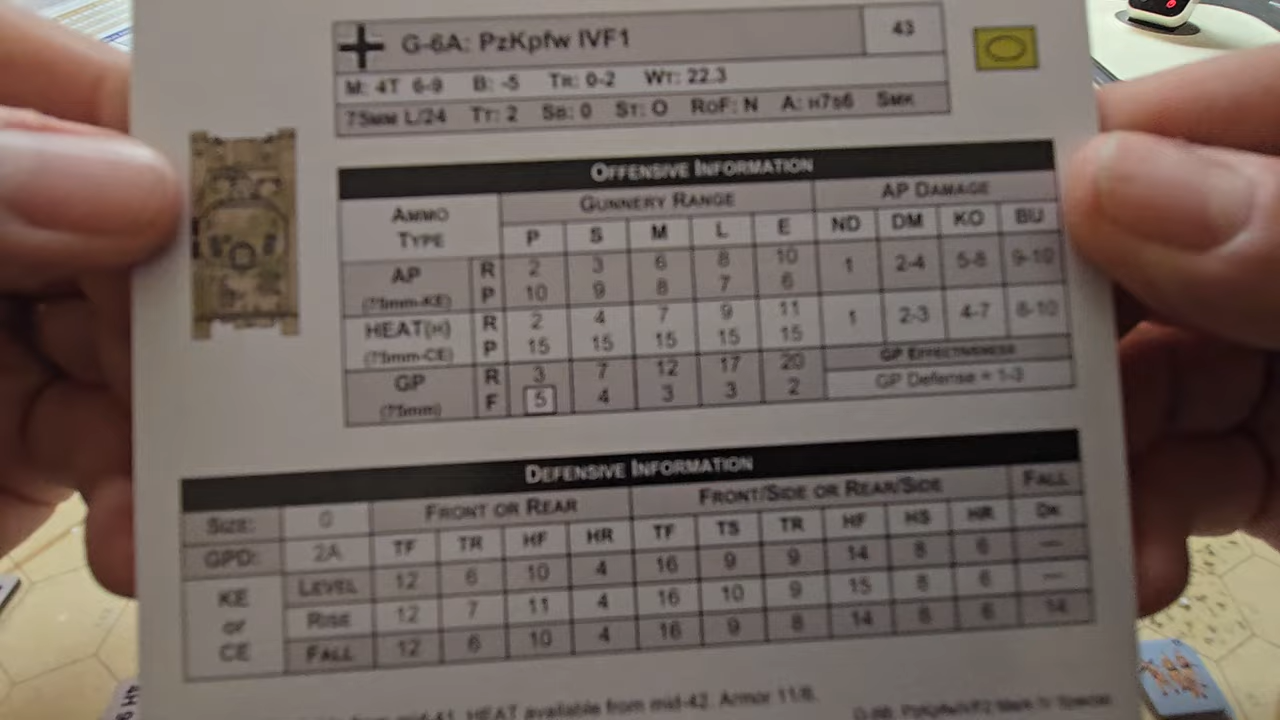 G-6A: PzKpfw IVF1 43
M: 4T 6-9 B: -5 TR: 0-2 WT: 22.3
75MM L/24 TT: 2 SB: 0 ST: O ROF: N A: H7S6 SMK
OFFENSIVE INFORMATION
AMMO TYPE GUNNERY RANGE AP DAMAGE
P S M L E ND DM KO BU
AP R 2 3 6 8 10 1 2-4 5-8 9-10
(75mm-KE) P 10 9 8 7 6
HEAT(H) R 2 4 7 9 11 1 2-3 4-7 8-10
(75mm-CE) P 15 15 15 15 15
GP EFFECTIVENESS
GP R 3 7 12 17 20 GP Defense = 1-3
(75mm) F 5 4 3 3 2
DEFENSIVE INFORMATION
SIZE: 0 FRONT OR REAR FRONT/SIDE OR REAR/SIDE FALL
GPD: 2A TF TR HF HR TF TS TR HF HS HR DK
KE or CE
LEVEL 12 6 10 4 16 9 9 14 8 6 —
RISE 12 7 11 4 16 10 9 15 8 6 —
FALL 12 6 10 4 16 9 8 14 8 6 14
from mid-41. HEAT available from mid-42. Armor 11/8.
4H